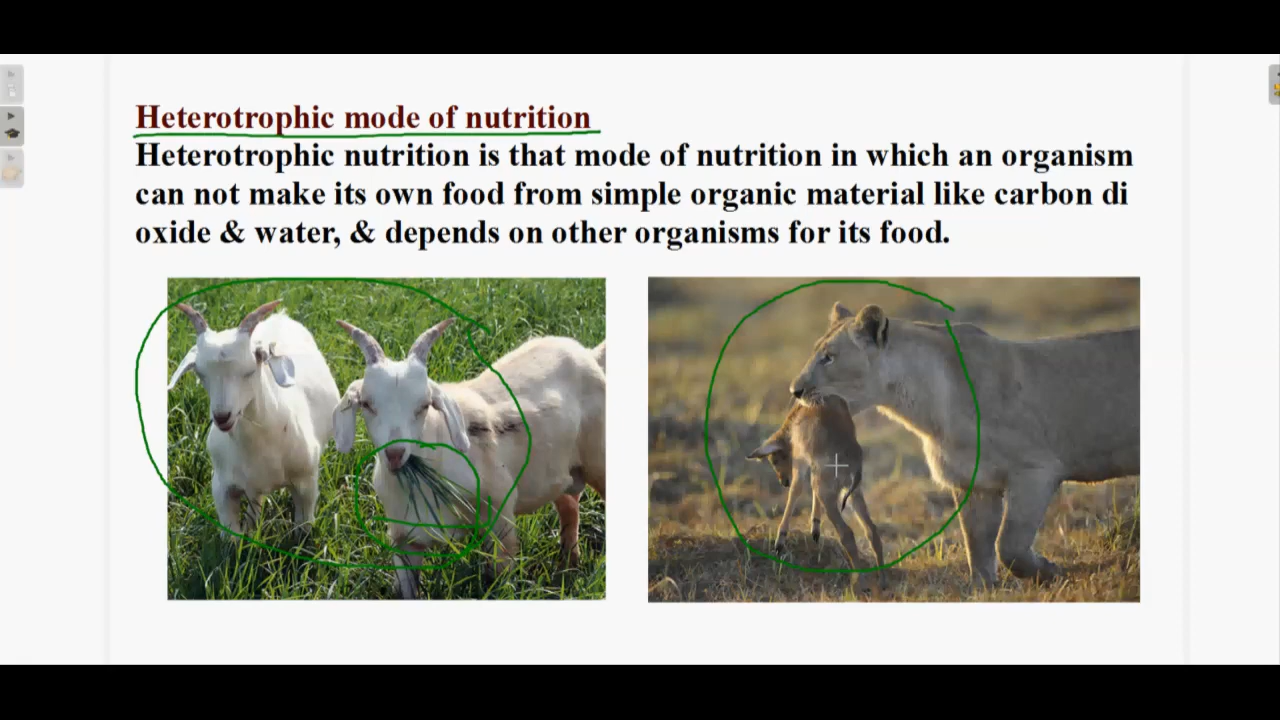 Heterotrophic mode of nutrition
Heterotrophic nutrition is that mode of nutrition in which an organism
can not make its own food from simple organic material like carbon di
oxide & water, & depends on other organisms for its food.